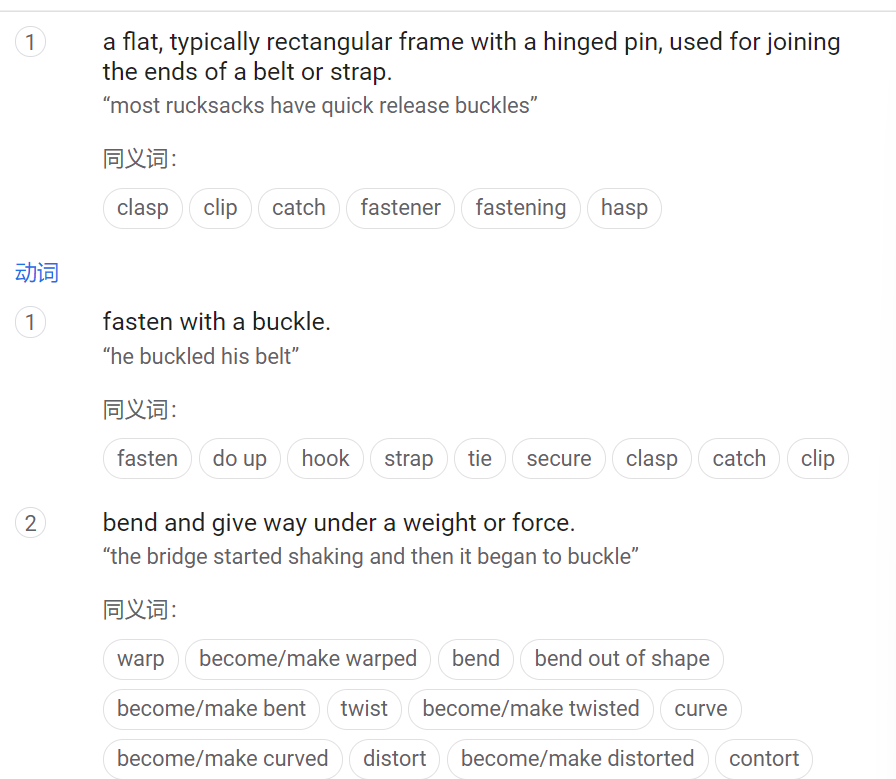 1 a flat, typically rectangular frame with a hinged pin, used for joining
the ends of a belt or strap.
“most rucksacks have quick release buckles”
同义词：
clasp clip catch fastener fastening hasp
动词
1 fasten with a buckle.
“he buckled his belt”
同义词：
fasten do up hook strap tie secure clasp catch clip
2 bend and give way under a weight or force.
“the bridge started shaking and then it began to buckle”
同义词：
warp become/make warped bend bend out of shape
become/make bent twist become/make twisted curve
become/make curved distort become/make distorted contort